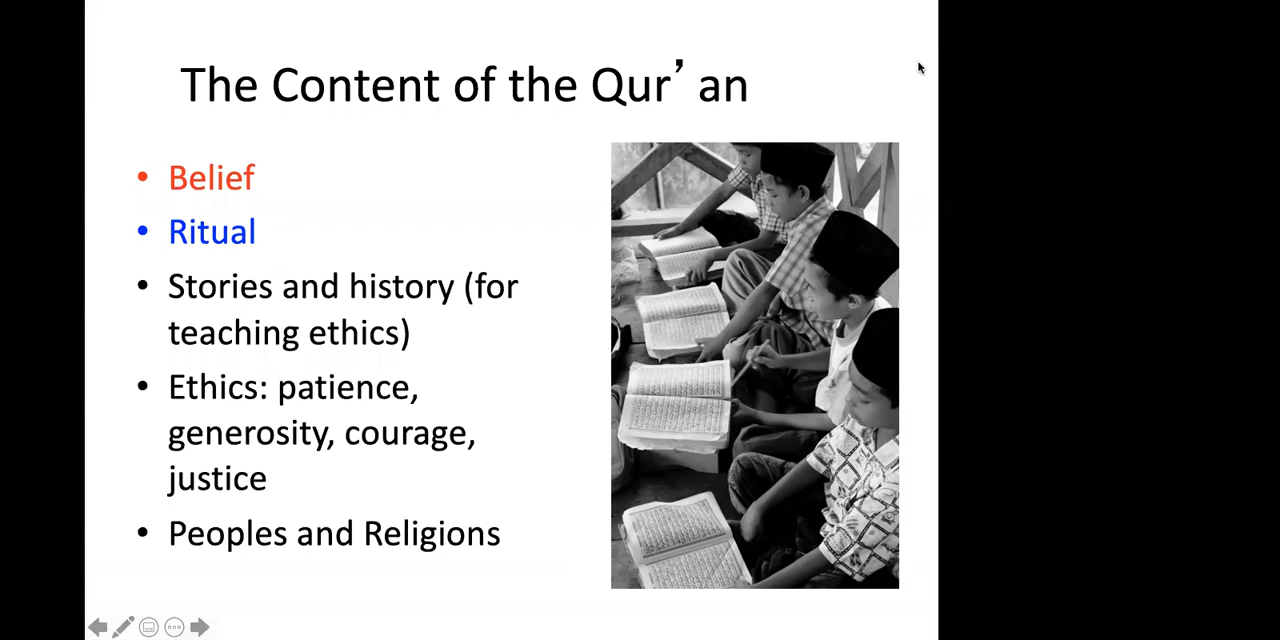 The Content of the Qur’ an
• Belief
• Ritual
• Stories and history (for
teaching ethics)
• Ethics: patience,
generosity, courage,
justice
• Peoples and Religions